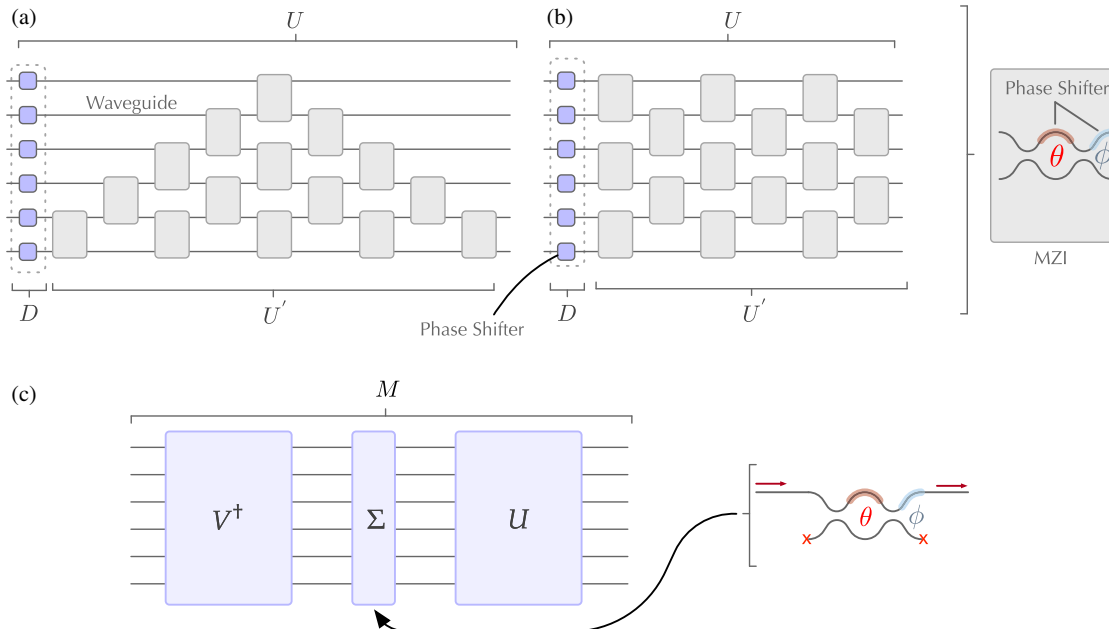 (a)
U
(b)
U
Waveguide
Phase Shifter
θ
ϕ
MZI
D
U'
Phase Shifter
D
U'
(c)
M
V†
Σ
U
θ
ϕ
x
x